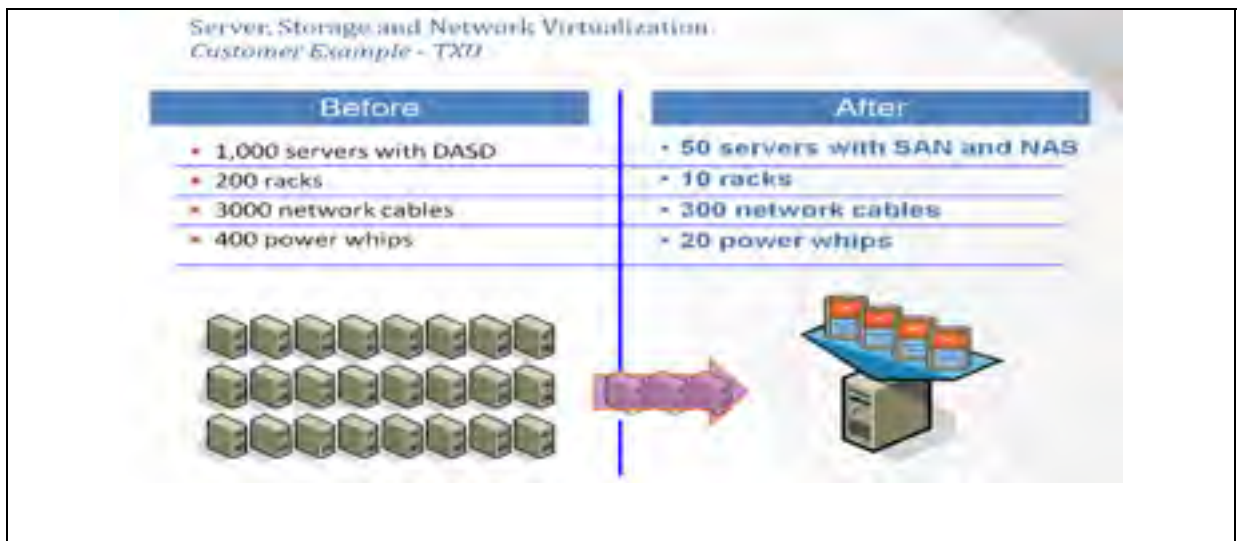 Server, Storage and Network Virtualization
Customer Example - TXU
Before
• 1,000 servers with DASD
• 200 racks
• 3000 network cables
• 400 power whips
After
• 50 servers with SAN and NAS
• 10 racks
• 300 network cables
• 20 power whips